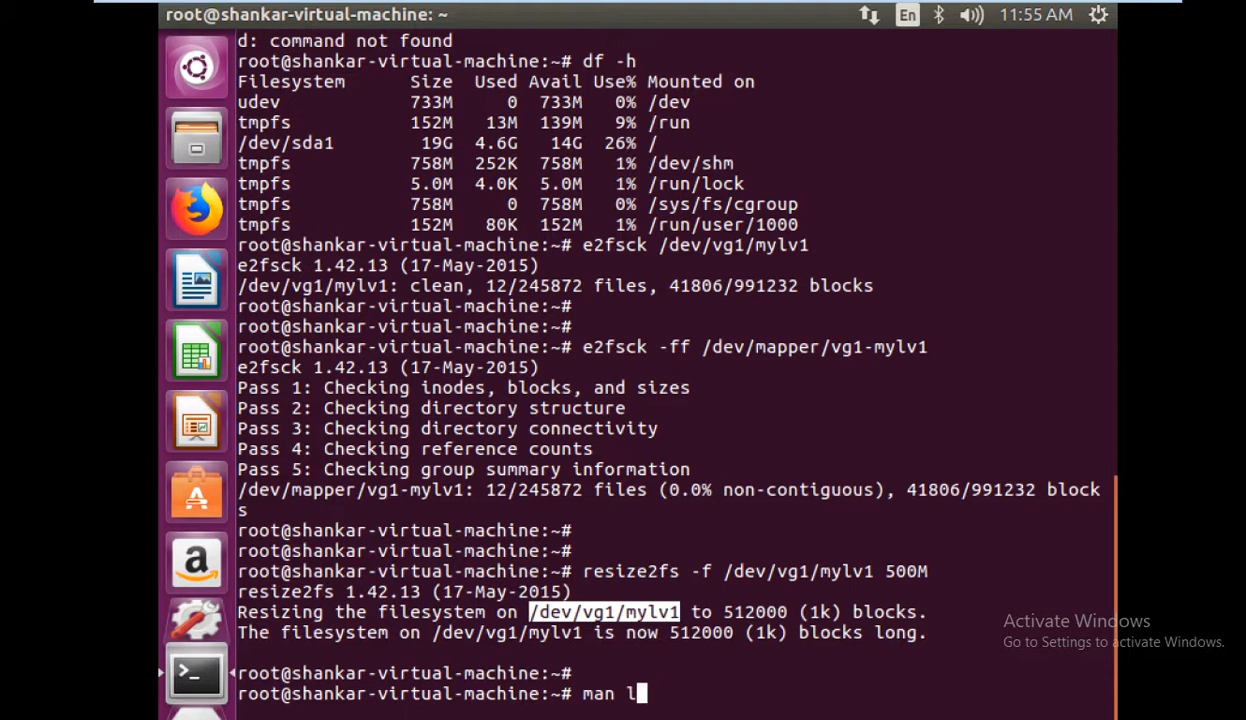 root@shankar-virtual-machine: ~
En
11:55 AM
d: command not found
root@shankar-virtual-machine:~# df -h
Filesystem Size Used Avail Use% Mounted on
udev 733M 0 733M 0% /dev
tmpfs 152M 13M 139M 9% /run
/dev/sda1 19G 4.6G 14G 26% /
tmpfs 758M 252K 758M 1% /dev/shm
tmpfs 5.0M 4.0K 5.0M 1% /run/lock
tmpfs 758M 0 758M 0% /sys/fs/cgroup
tmpfs 152M 80K 152M 1% /run/user/1000
root@shankar-virtual-machine:~# e2fsck /dev/vg1/mylv1
e2fsck 1.42.13 (17-May-2015)
/dev/vg1/mylv1: clean, 12/245872 files, 41806/991232 blocks
root@shankar-virtual-machine:~#
root@shankar-virtual-machine:~#
root@shankar-virtual-machine:~# e2fsck -ff /dev/mapper/vg1-mylv1
e2fsck 1.42.13 (17-May-2015)
Pass 1: Checking inodes, blocks, and sizes
Pass 2: Checking directory structure
Pass 3: Checking directory connectivity
Pass 4: Checking reference counts
Pass 5: Checking group summary information
/dev/mapper/vg1-mylv1: 12/245872 files (0.0% non-contiguous), 41806/991232 block
s
root@shankar-virtual-machine:~#
root@shankar-virtual-machine:~#
root@shankar-virtual-machine:~# resize2fs -f /dev/vg1/mylv1 500M
resize2fs 1.42.13 (17-May-2015)
Resizing the filesystem on /dev/vg1/mylv1 to 512000 (1k) blocks.
The filesystem on /dev/vg1/mylv1 is now 512000 (1k) blocks long.
root@shankar-virtual-machine:~#
root@shankar-virtual-machine:~# man l
Activate Windows
Go to Settings to activate Windows.